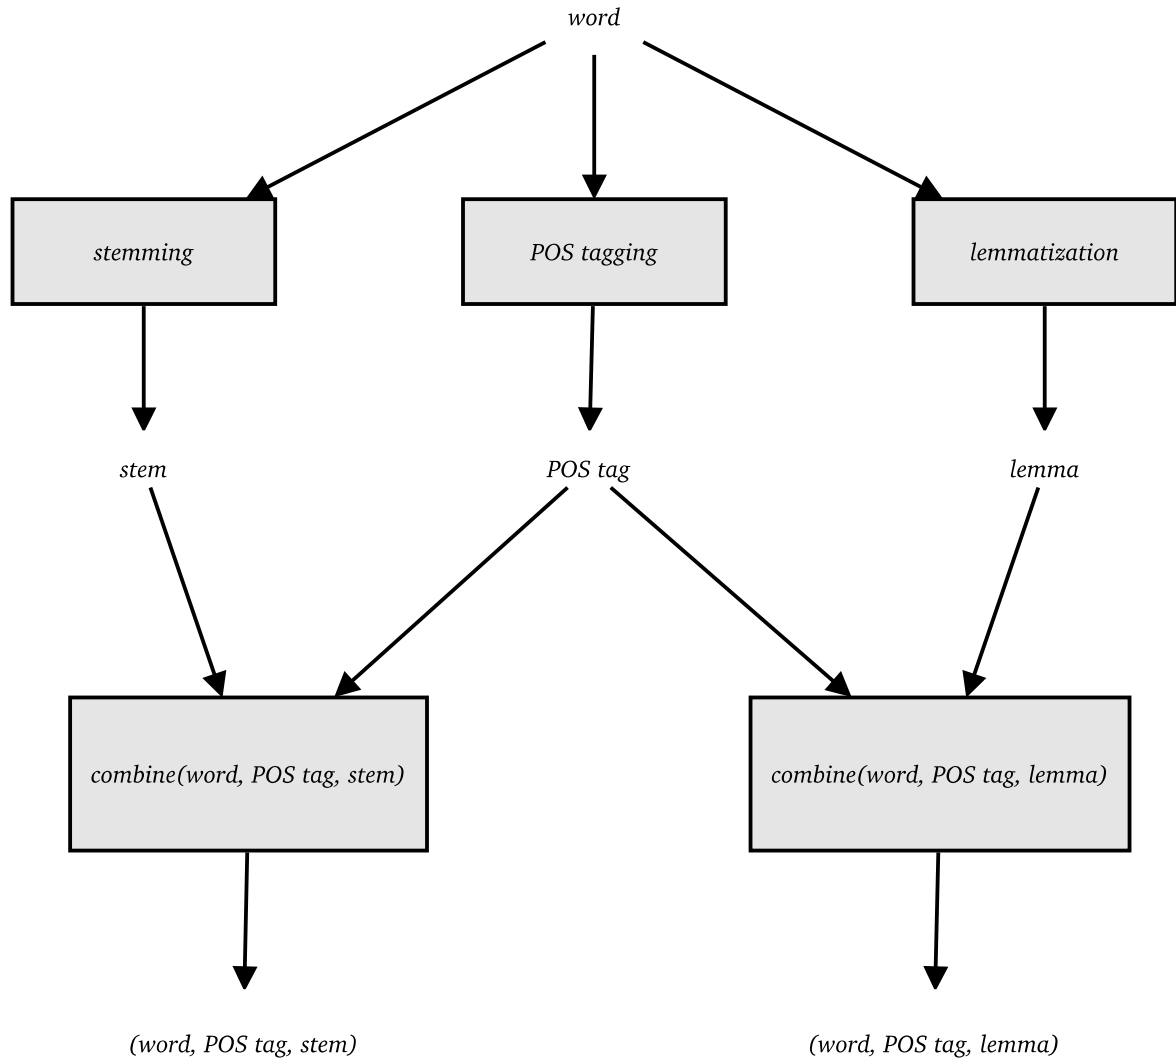 word
stemming
POS tagging
lemmatization
stem
POS tag
lemma
combine(word, POS tag, stem)
combine(word, POS tag, lemma)
(word, POS tag, stem)
(word, POS tag, lemma)